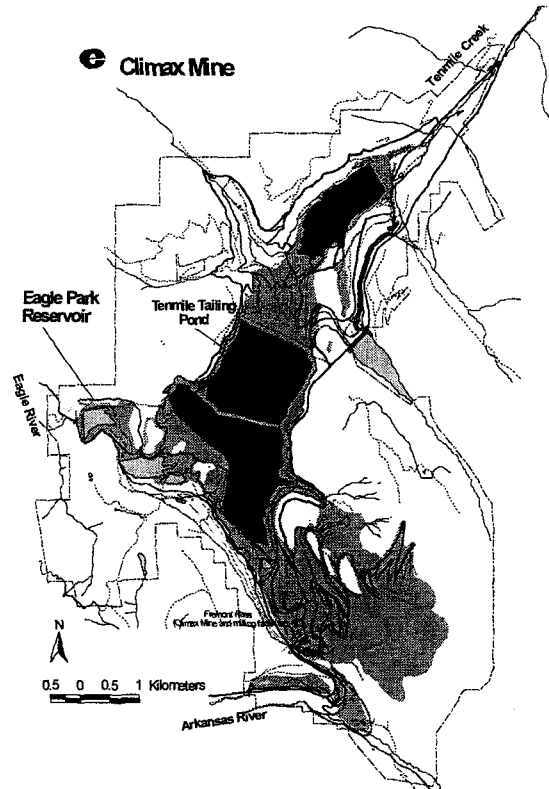 e Climax Mine
Tenmile Creek
Eagle Park
Reservoir
Tenmile Tailing
Pond
Eagle River
Fremont Pass
(Climax Mine and milling
N
0.5 0 0.5 1 Kilometers
Arkansas River